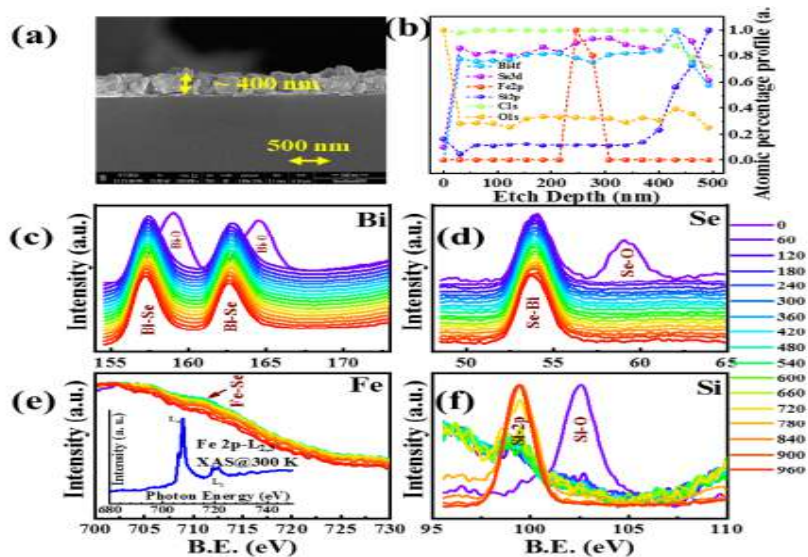 (a)
~ 400 nm
500 nm
(b)
Bi4f
Se3d
Fe2p
Si2p
C1s
O1s
1.0
0.8
0.6
0.4
0.2
0.0
Atomic percentage profile (a.
0 100 200 300 400 500
Etch Depth (nm)
(c)
Bi
Bi-O
Bi-O
Bi-Se
Bi-Se
Intensity (a.u.)
155 160 165 170
(d)
Se
Se-O
Se-Bi
Intensity (a.u.)
50 55 60 65
0
60
120
180
240
300
360
420
480
540
600
660
720
780
840
900
960
(e)
Fe
Fe-Se
Intensity (a.u.)
Fe 2p-L2,3
XAS@300 K
Intensity (a. u.)
L3
L2
680 700 720 740
Photon Energy (eV)
700 705 710 715 720 725 730
B.E. (eV)
(f)
Si
Si-2p
Si-O
Intensity (a.u.)
95 100 105 110
B.E. (eV)